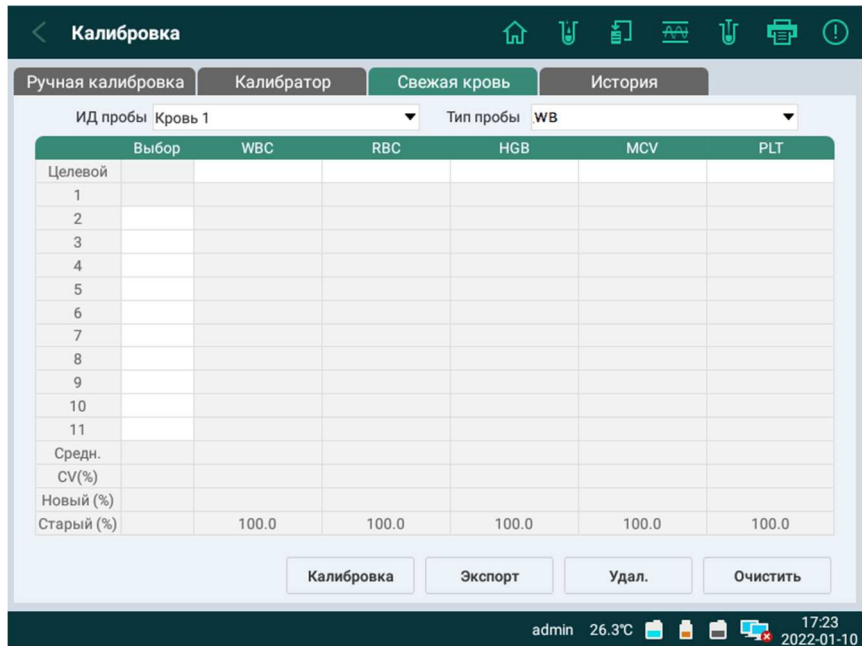 Калибровка
Ручная калибровка Калибратор Свежая кровь История
ИД пробы Кровь 1 Тип пробы WB
Выбор WBC RBC HGB MCV PLT
Целевой
1
2
3
4
5
6
7
8
9
10
11
Средн.
CV(%)
Новый (%)
Старый (%) 100.0 100.0 100.0 100.0 100.0
Калибровка Экспорт Удал. Очистить
admin 26.3℃ 17:23
2022-01-10